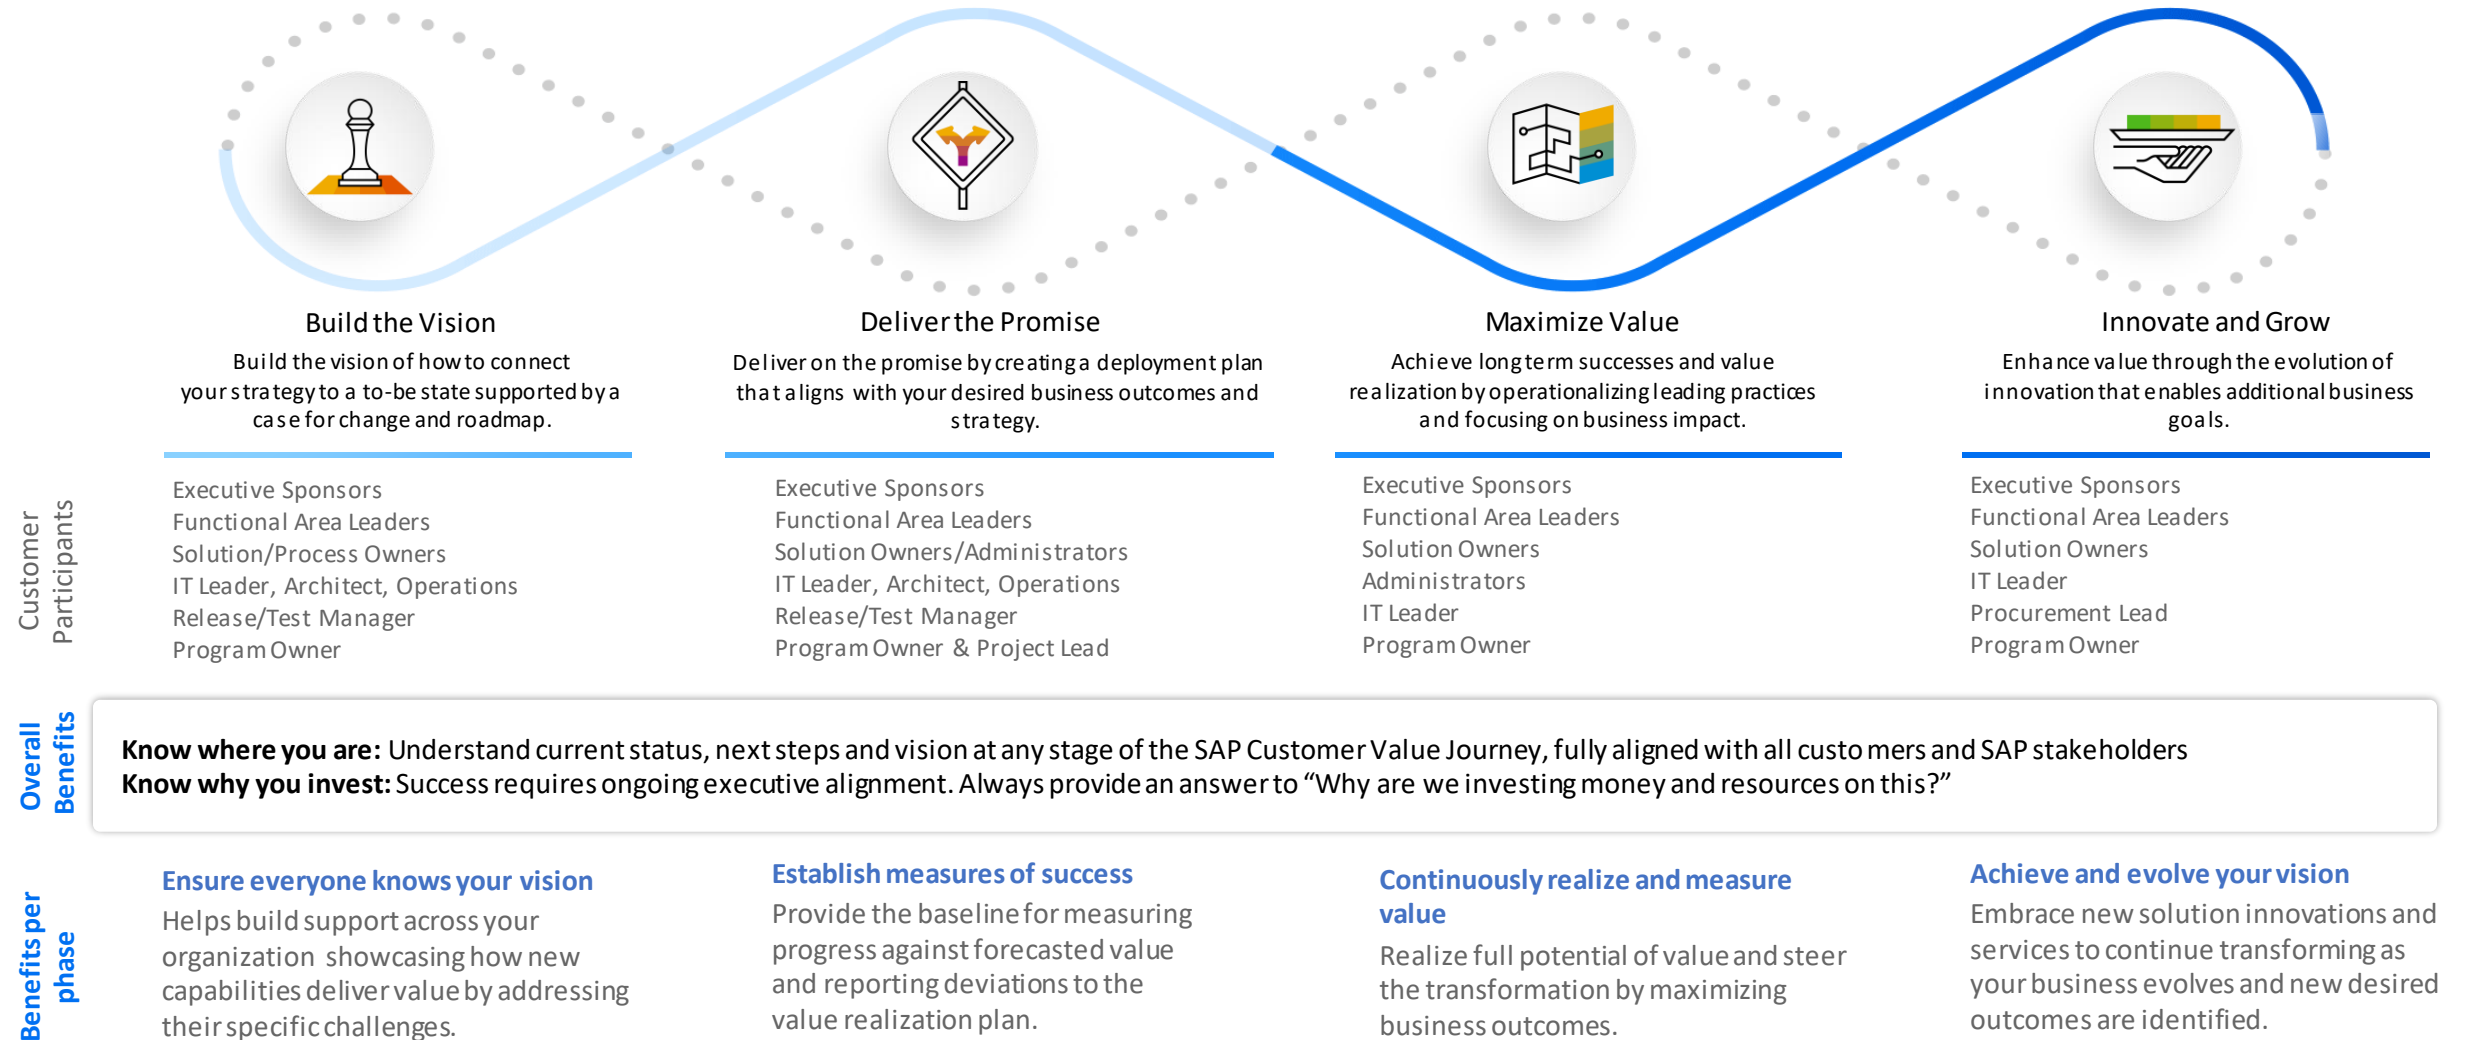 Build the Vision
Build the vision of how to connect
your strategy to a to-be state supported by a
case for change and roadmap.
Deliver the Promise
Deliver on the promise by creating a deployment plan
that aligns with your desired business outcomes and
strategy.
Maximize Value
Achieve long term successes and value
realization by operationalizing leading practices
and focusing on business impact.
Innovate and Grow
Enhance value through the evolution of
innovation that enables additional business
goals.
Customer
Participants
Executive Sponsors
Functional Area Leaders
Solution/Process Owners
IT Leader, Architect, Operations
Release/Test Manager
Program Owner
Executive Sponsors
Functional Area Leaders
Solution Owners/Administrators
IT Leader, Architect, Operations
Release/Test Manager
Program Owner & Project Lead
Executive Sponsors
Functional Area Leaders
Solution Owners
Administrators
IT Leader
Program Owner
Executive Sponsors
Functional Area Leaders
Solution Owners
IT Leader
Procurement Lead
Program Owner
Overall
Benefits
Know where you are: Understand current status, next steps and vision at any stage of the SAP Customer Value Journey, fully aligned with all customers and SAP stakeholders
Know why you invest: Success requires ongoing executive alignment. Always provide an answer to “Why are we investing money and resources on this?”
Benefits per
phase
Ensure everyone knows your vision
Helps build support across your
organization showcasing how new
capabilities deliver value by addressing
their specific challenges.
Establish measures of success
Provide the baseline for measuring
progress against forecasted value
and reporting deviations to the
value realization plan.
Continuously realize and measure
value
Realize full potential of value and steer
the transformation by maximizing
business outcomes.
Achieve and evolve your vision
Embrace new solution innovations and
services to continue transforming as
your business evolves and new desired
outcomes are identified.